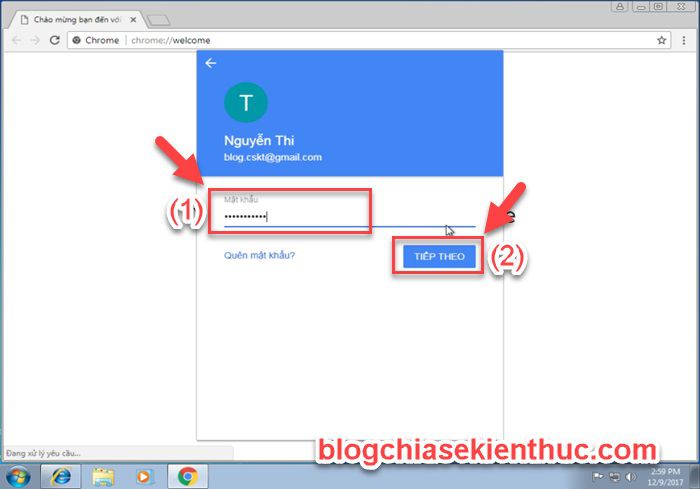 Chào mừng bạn đến với
Chrome chrome://welcome
T
Nguyễn Thi
blog.cskt@gmail.com
Mật khẩu
(1)
•••••••••••
e
Quên mật khẩu?
TIẾP THEO
(2)
blogchiasekienthuc.com
Đang xử lý yêu cầu...
2:59 PM
12/9/2017